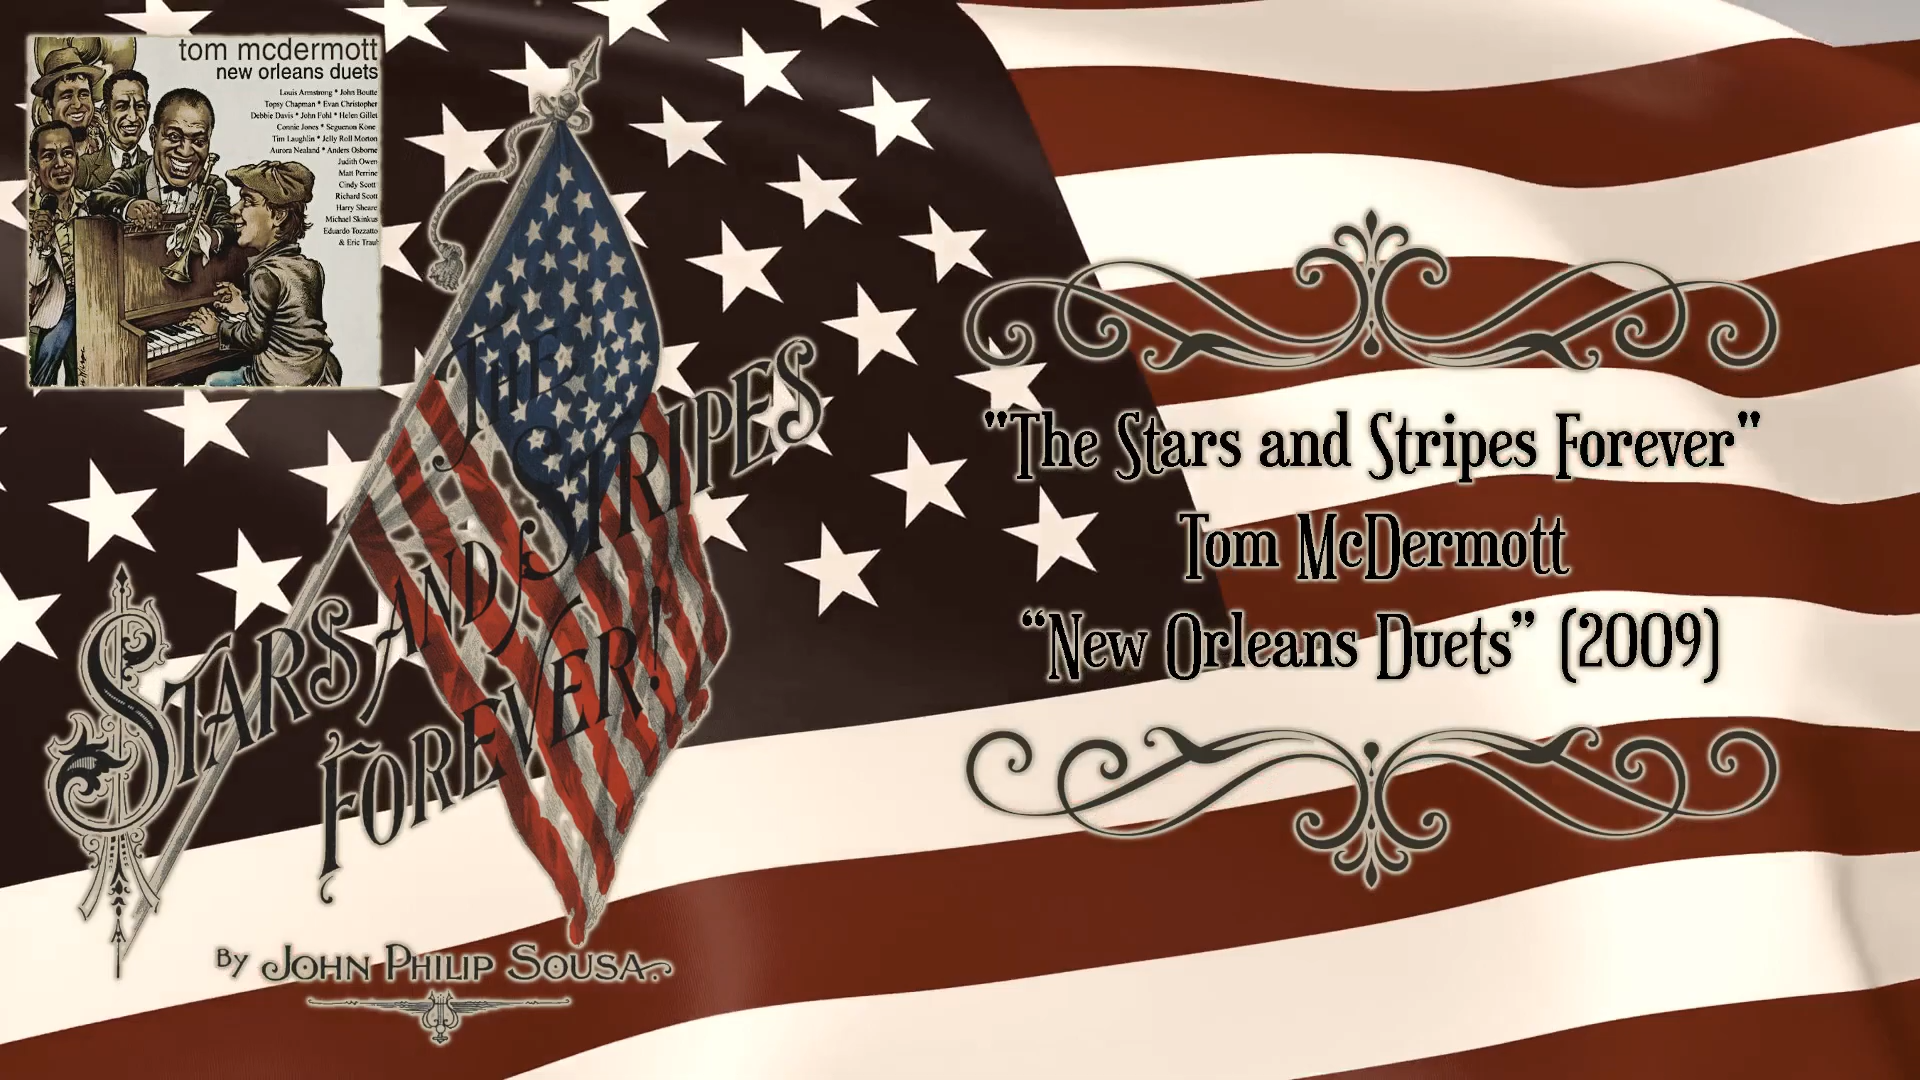 tom mcdermott
new orleans duets
Louis Armstrong * John Boutte
Topsy Chapman * Evan Christopher
Debbie Davis * John Fohl * Helen Gillet
Connie Jones * Seguenon Kone
Tim Laughlin * Jelly Roll Morton
Aurora Nealand * Anders Osborne
Judith Owen
Matt Perrine
Cindy Scott
Richard Scott
Harry Sheare
Michael Skinkus
Eduardo Tozzatto
& Eric Traub
THE
STARS AND STRIPES
FOREVER!
BY JOHN PHILIP SOUSA.
"The Stars and Stripes Forever"
Tom McDermott
“New Orleans Duets” (2009)